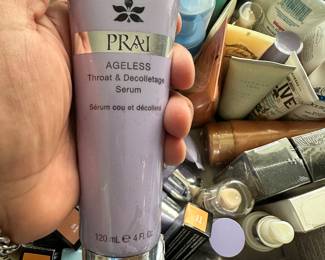 PRAI
AGELESS
Throat & Decolletage
Serum
Sérum cou et décolleté
120 mL e 4 Fl. Oz